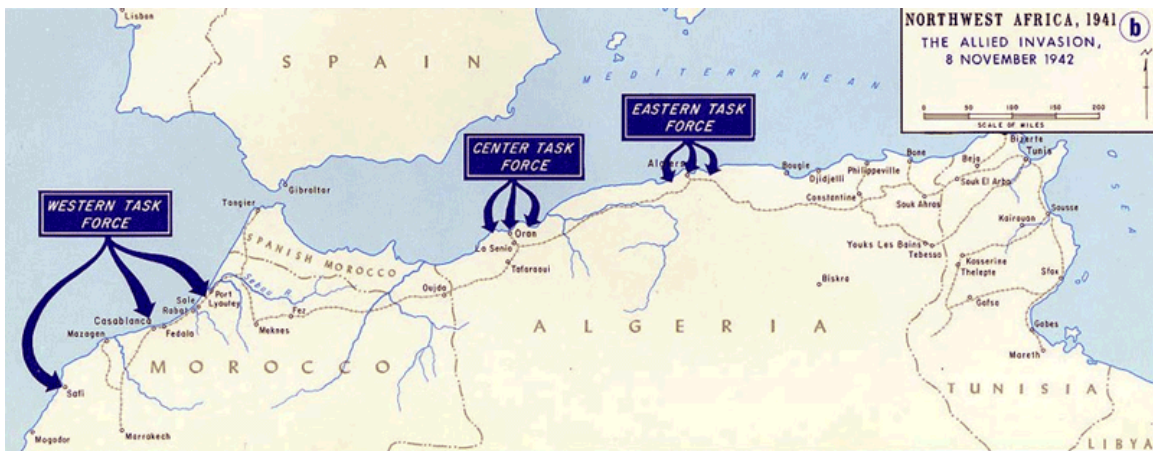 NORTHWEST AFRICA, 1941
b
THE ALLIED INVASION,
8 NOVEMBER 1942
N
0 50 100 150 200
SCALE OF MILES
Lisbon
SPAIN
MEDITERRANEAN
SEA
EASTERN TASK
FORCE
CENTER TASK
FORCE
WESTERN TASK
FORCE
Gibraltar
Tangier
SPANISH MOROCCO
Sebou R
Port
Lyautey
Sale
Rabat
Casablanca
Fedala
Mazagan
Safi
Mogador
Marrakech
Meknes
Fez
MOROCCO
Oujda
Oran
La Senia
Tafaraoui
Algiers
ALGERIA
Biskra
Bougie
Djidjelli
Philippeville
Bone
Constantine
Souk Ahras
Beja
Souk El Arba
Bizerte
Tunis
Sousse
Kairouan
Youks Les Bains
Tebessa
Kasserine
Thelepte
Sfax
Gafsa
Gabes
Mareth
TUNISIA
LIBYA